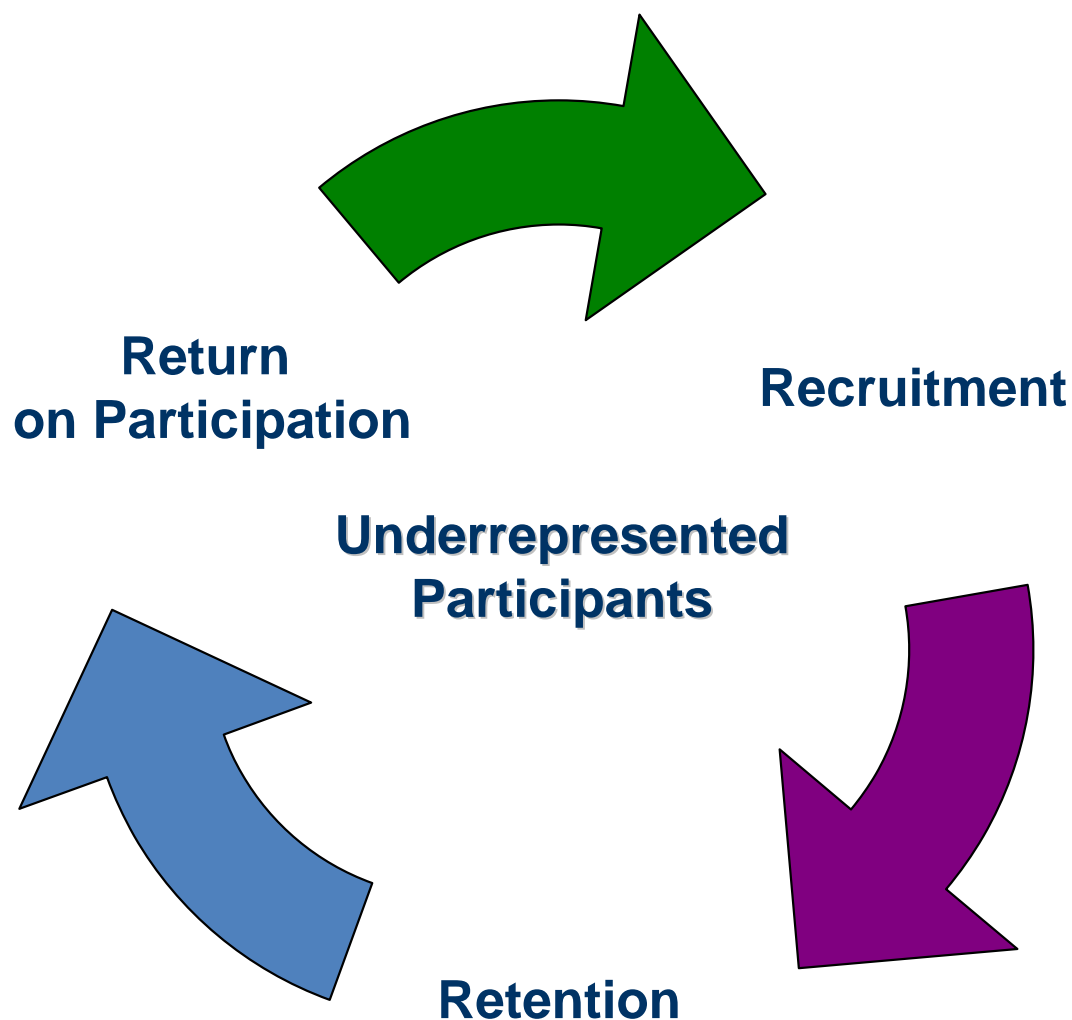 Return
on Participation
Recruitment
Underrepresented
Participants
Retention